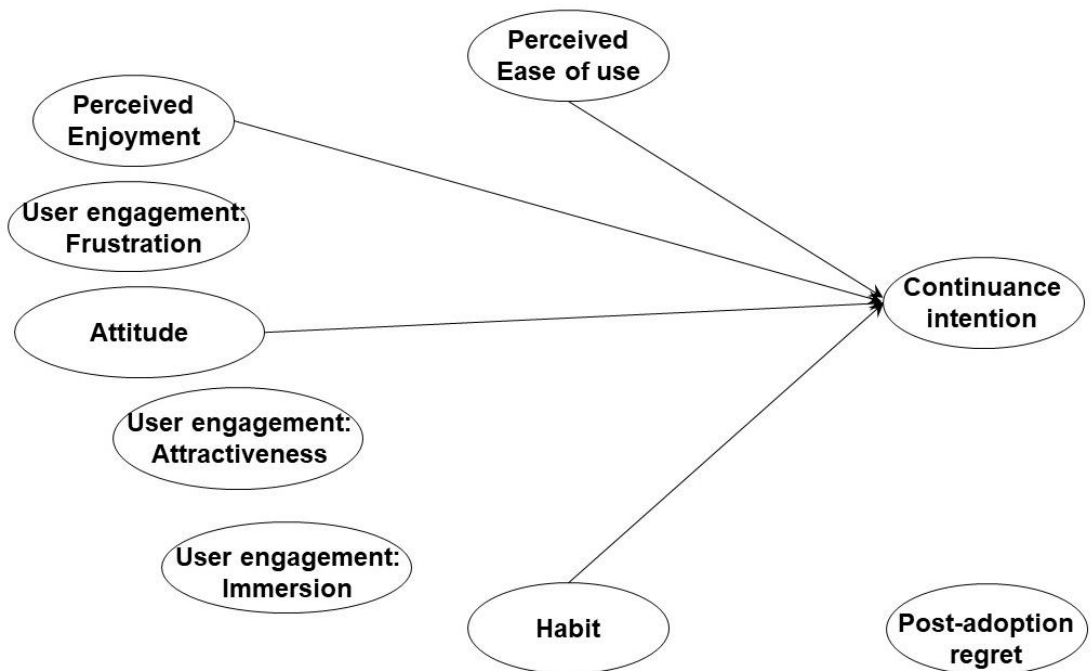 Perceived
Ease of use
Perceived
Enjoyment
User engagement:
Frustration
Continuance
intention
Attitude
User engagement:
Attractiveness
User engagement:
Immersion
Habit
Post-adoption
regret